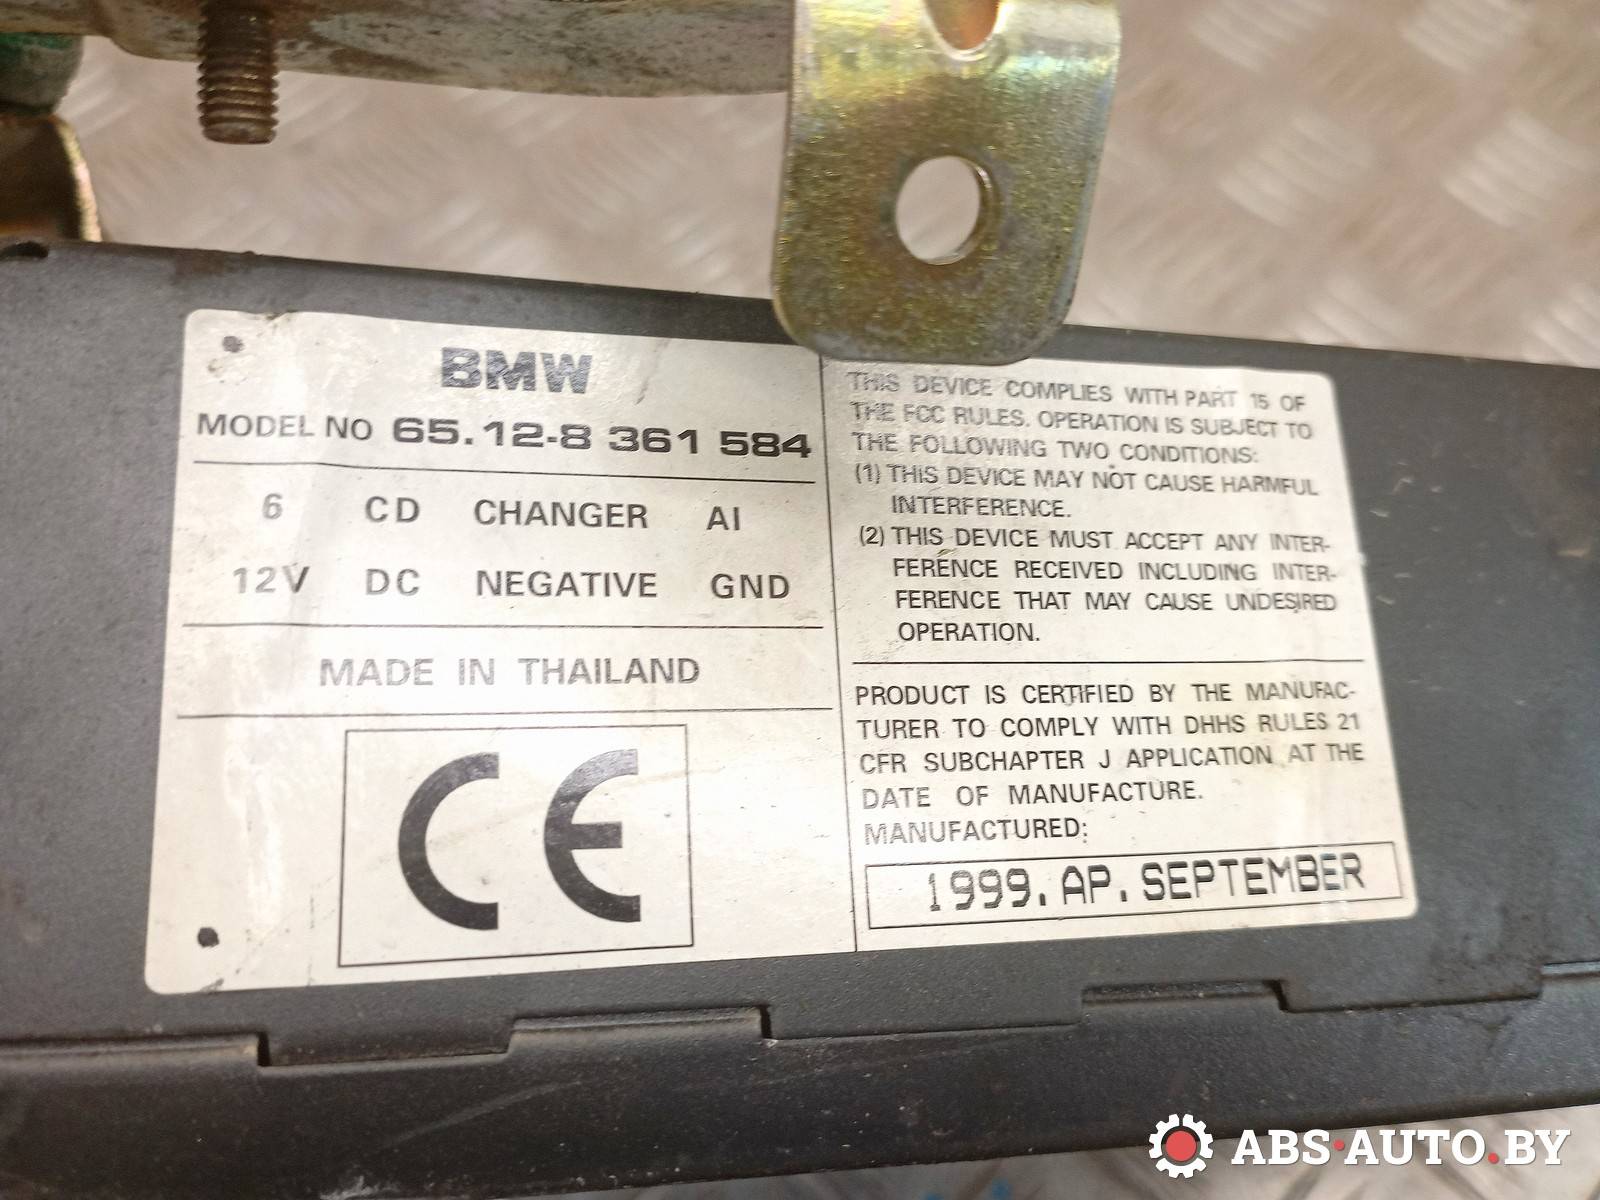 BMW
MODEL NO 65.12-8 361 584
6 CD CHANGER AI
12V DC NEGATIVE GND
MADE IN THAILAND
CE
THIS DEVICE COMPLIES WITH PART 15 OF
THE FCC RULES. OPERATION IS SUBJECT TO
THE FOLLOWING TWO CONDITIONS:
(1) THIS DEVICE MAY NOT CAUSE HARMFUL
INTERFERENCE.
(2) THIS DEVICE MUST ACCEPT ANY INTER-
FERENCE RECEIVED INCLUDING INTER-
FERENCE THAT MAY CAUSE UNDESIRED
OPERATION.
PRODUCT IS CERTIFIED BY THE MANUFAC-
TURER TO COMPLY WITH DHHS RULES 21
CFR SUBCHAPTER J APPLICATION AT THE
DATE OF MANUFACTURE.
MANUFACTURED:
1999. AP. SEPTEMBER
ABS·AUTO.BY